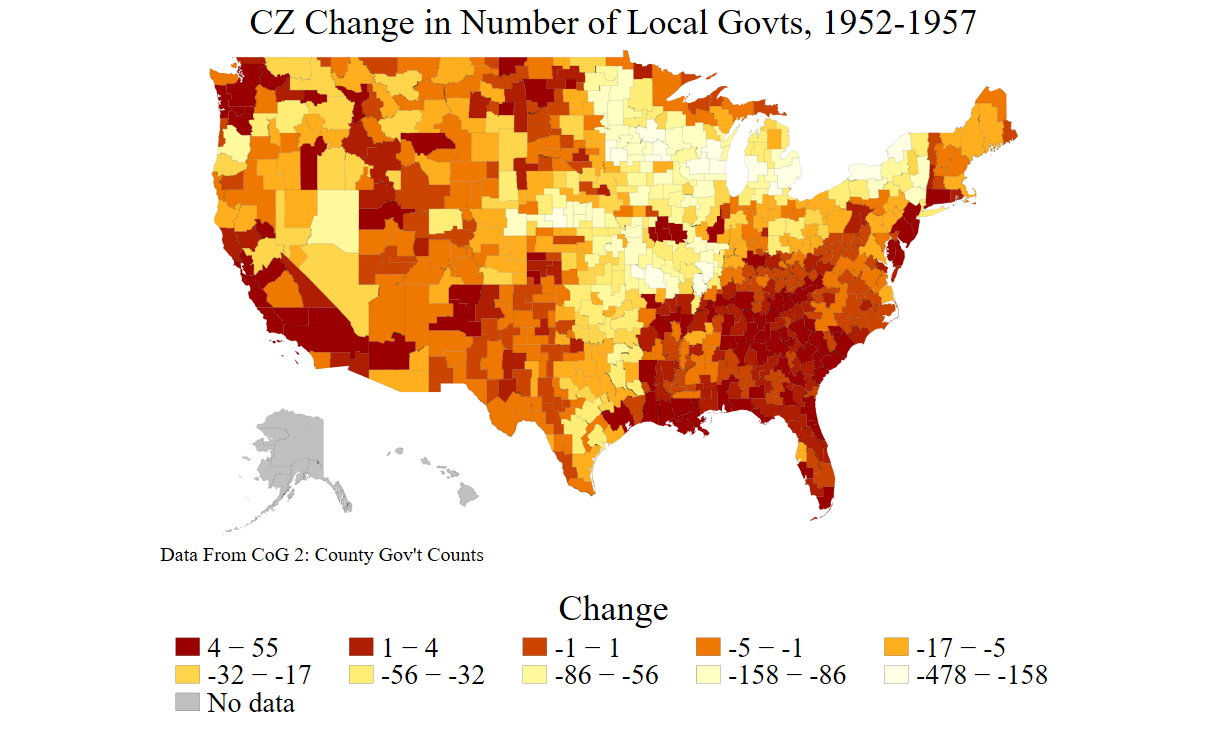 CZ Change in Number of Local Govts, 1952-1957
Data From CoG 2: County Gov't Counts
Change
4 − 55 1 − 4 -1 − 1 -5 − -1 -17 − -5
-32 − -17 -56 − -32 -86 − -56 -158 − -86 -478 − -158
No data